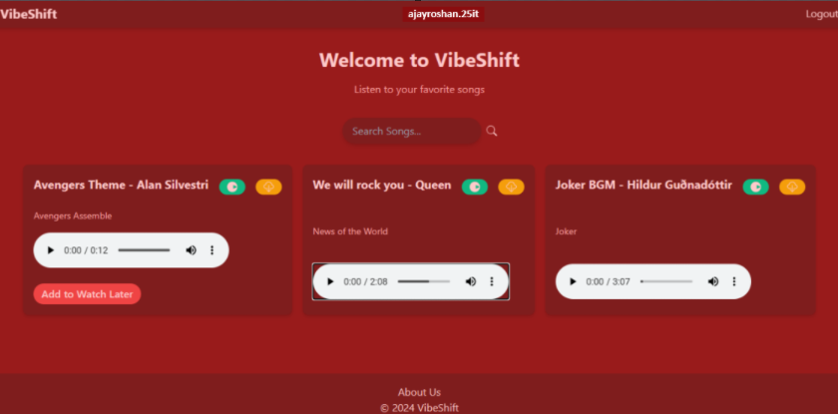 VibeShift
ajayroshan.25it
Logout
Welcome to VibeShift
Listen to your favorite songs
Search Songs...
Avengers Theme - Alan Silvestri
Avengers Assemble
0:00 / 0:12
Add to Watch Later
We will rock you - Queen
News of the World
0:00 / 2:08
Joker BGM - Hildur Guðnadóttir
Joker
0:00 / 3:07
About Us
© 2024 VibeShift